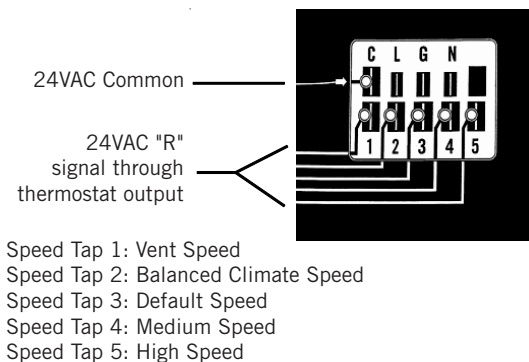 C L G N
24VAC Common
24VAC "R"
signal through
thermostat output
1 2 3 4 5
Speed Tap 1: Vent Speed
Speed Tap 2: Balanced Climate Speed
Speed Tap 3: Default Speed
Speed Tap 4: Medium Speed
Speed Tap 5: High Speed